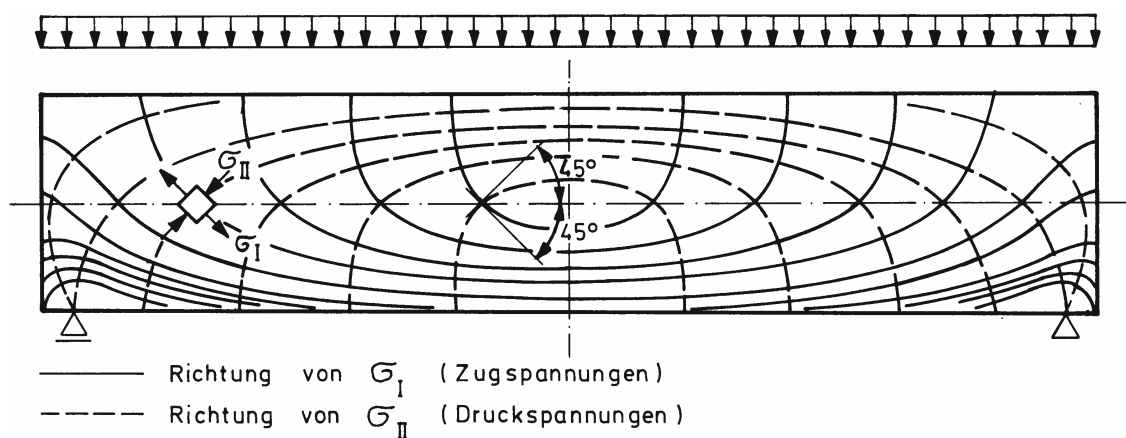 σII
45°
45°
σI
Richtung von σI (Zugspannungen)
Richtung von σII (Druckspannungen)